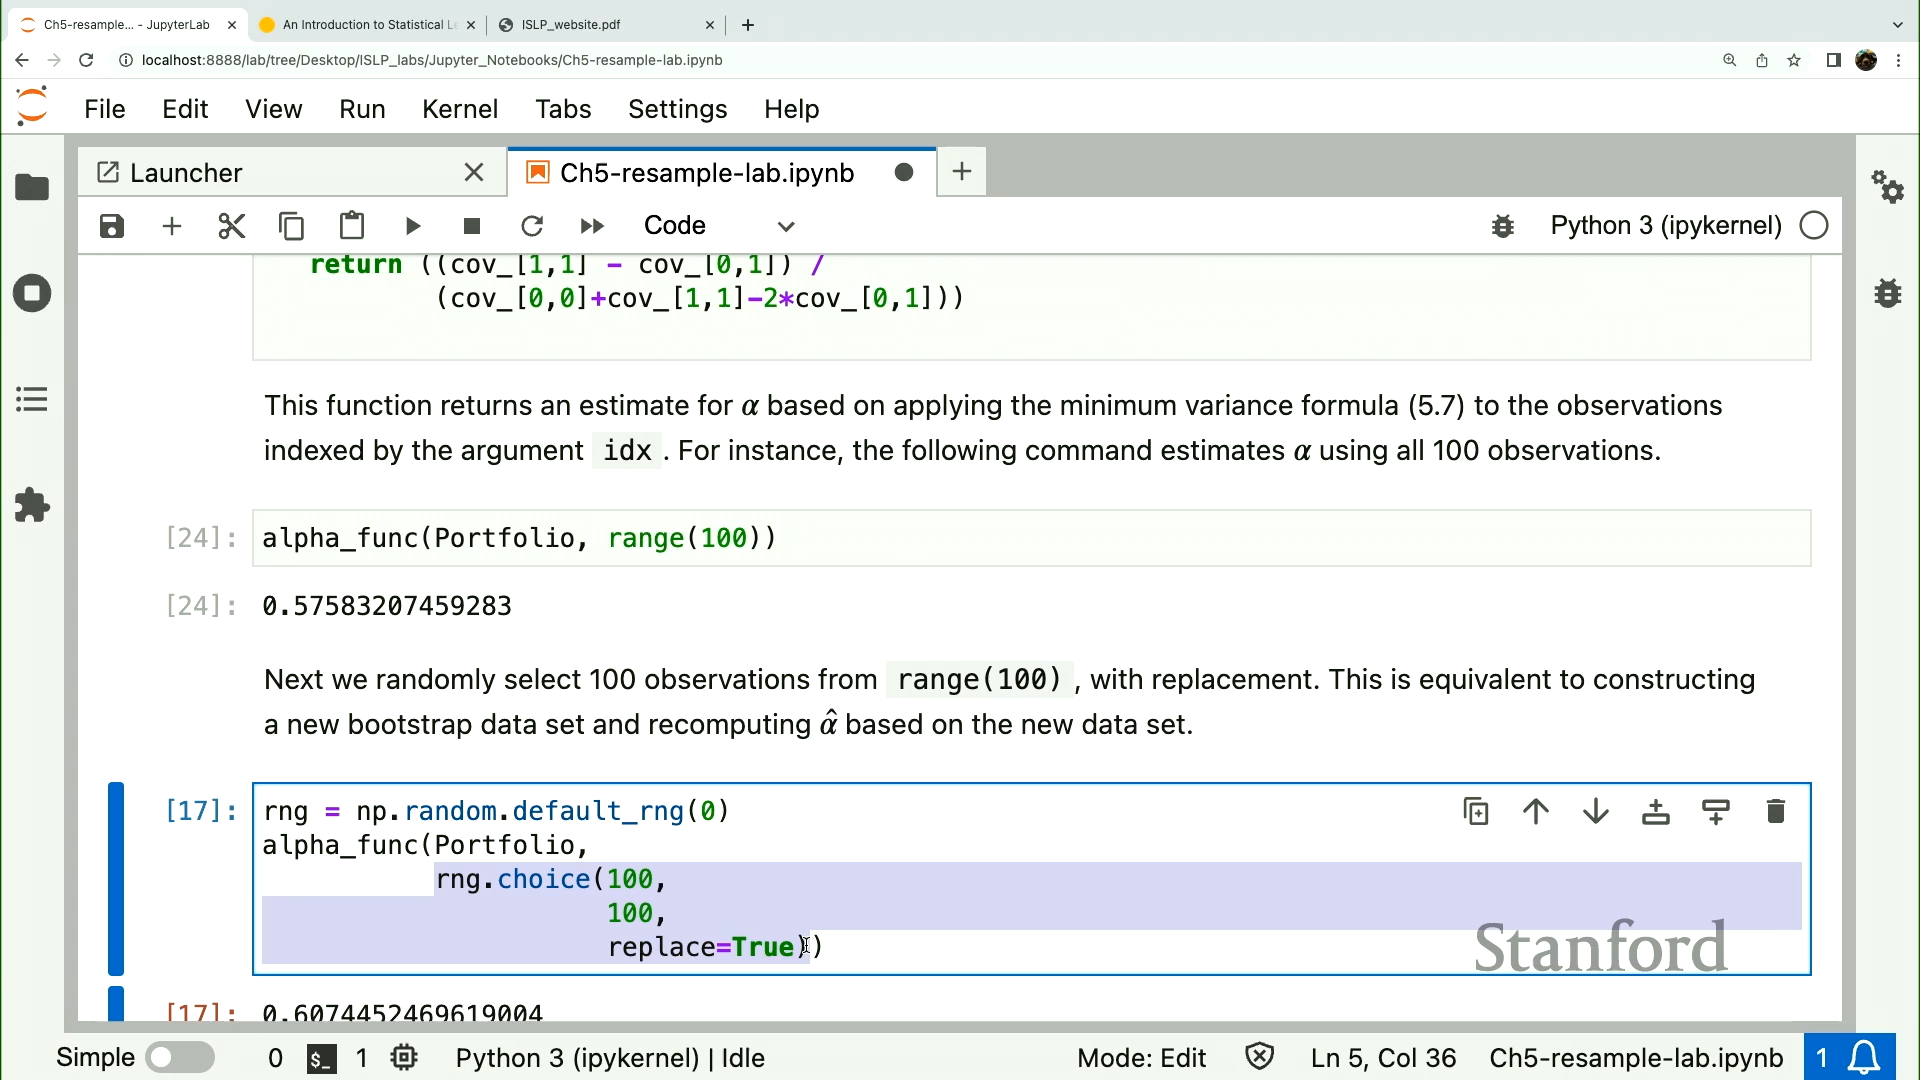 Ch5-resample... - JupyterLab
An Introduction to Statistical Le
ISLP_website.pdf
localhost:8888/lab/tree/Desktop/ISLP_labs/Jupyter_Notebooks/Ch5-resample-lab.ipynb
File Edit View Run Kernel Tabs Settings Help
Launcher
Ch5-resample-lab.ipynb
Code
Python 3 (ipykernel)
return ((cov_[1,1] - cov_[0,1]) /
(cov_[0,0]+cov_[1,1]-2*cov_[0,1]))
This function returns an estimate for α based on applying the minimum variance formula (5.7) to the observations
indexed by the argument idx . For instance, the following command estimates α using all 100 observations.
[24]: alpha_func(Portfolio, range(100))
[24]: 0.57583207459283
Next we randomly select 100 observations from range(100) , with replacement. This is equivalent to constructing
a new bootstrap data set and recomputing α̂ based on the new data set.
[17]: rng = np.random.default_rng(0)
alpha_func(Portfolio,
rng.choice(100,
100,
replace=True))
Stanford
[17]: 0.6074452469619004
Simple 0 $_ 1 Python 3 (ipykernel) | Idle Mode: Edit Ln 5, Col 36 Ch5-resample-lab.ipynb 1